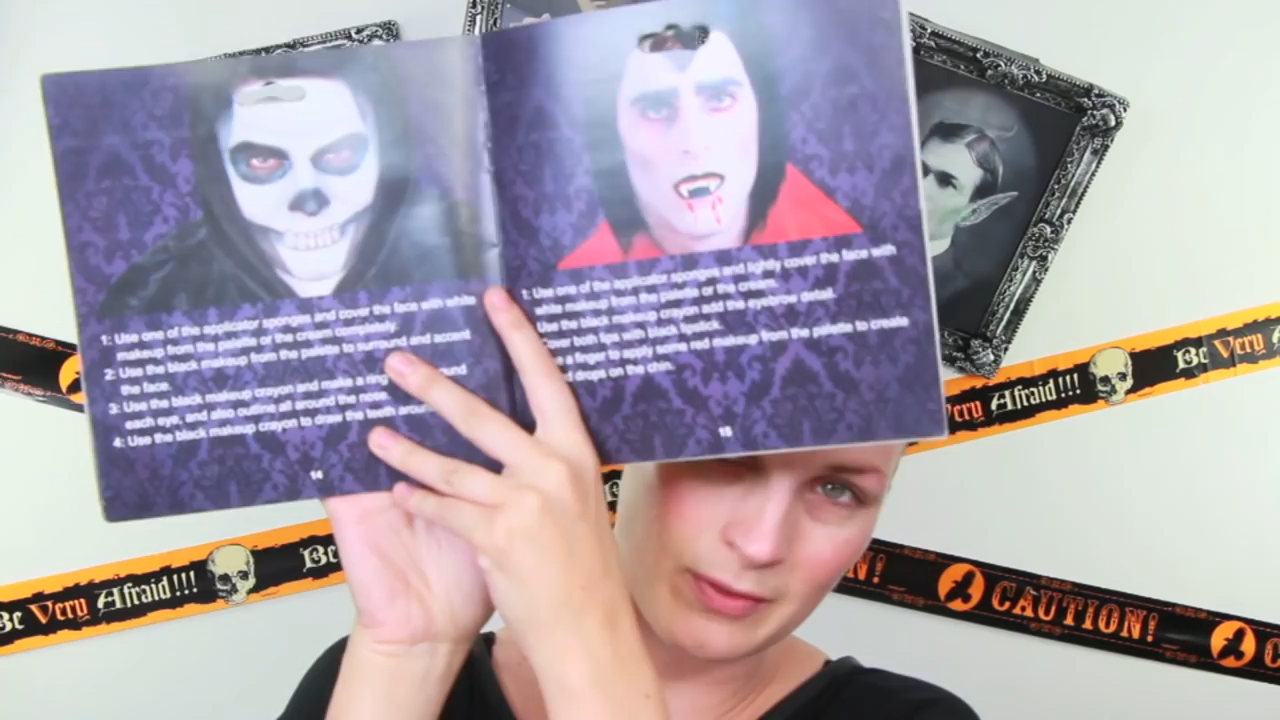 1: Use one of the applicator sponges and cover the face with white
makeup from the palette or the cream completely.
2: Use the black makeup from the palette to surround and accent
the face.
3: Use the black makeup crayon and make a ring
each eye, and also outline all around the nose.
4: Use the black makeup crayon to draw the teeth
14
1: Use one of the applicator sponges and lightly cover the face with
white makeup from the palette or the cream.
Use the black makeup crayon add the eyebrow detail.
Cover both lips with black lipstick.
a finger to apply some red makeup from the palette to create
drops on the chin.
15
Be Very A
Very Afraid!!!
Be Very Afraid!!!
Be
N!
CAUTION!
C